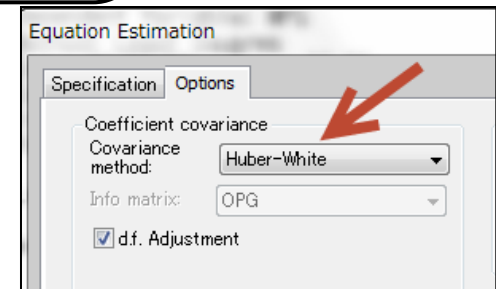 Equation Estimation
Specification Options
Coefficient covariance
Covariance
method:
Huber-White
Info matrix:
OPG
d.f. Adjustment